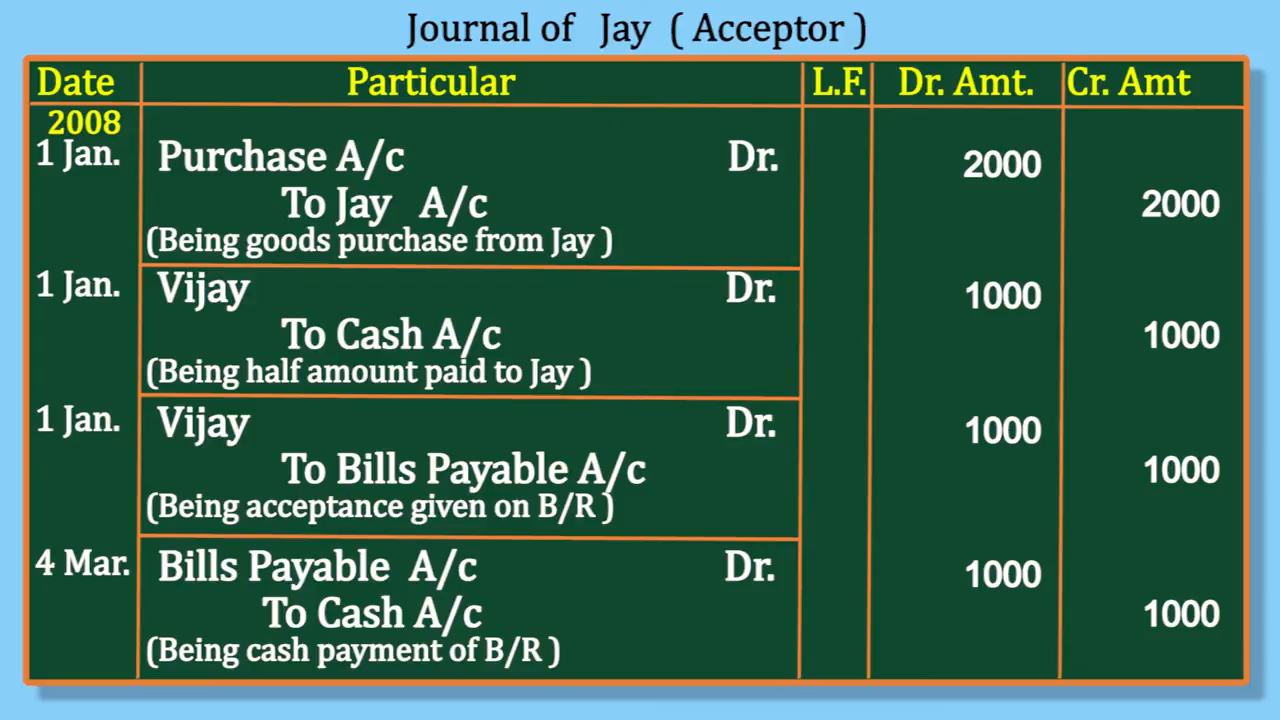 Journal of Jay ( Acceptor )
Date Particular L.F. Dr. Amt. Cr. Amt
2008
1 Jan. Purchase A/c Dr. 2000
To Jay A/c 2000
(Being goods purchase from Jay )
1 Jan. Vijay Dr. 1000
To Cash A/c 1000
(Being half amount paid to Jay )
1 Jan. Vijay Dr. 1000
To Bills Payable A/c 1000
(Being acceptance given on B/R )
4 Mar. Bills Payable A/c Dr. 1000
To Cash A/c 1000
(Being cash payment of B/R )